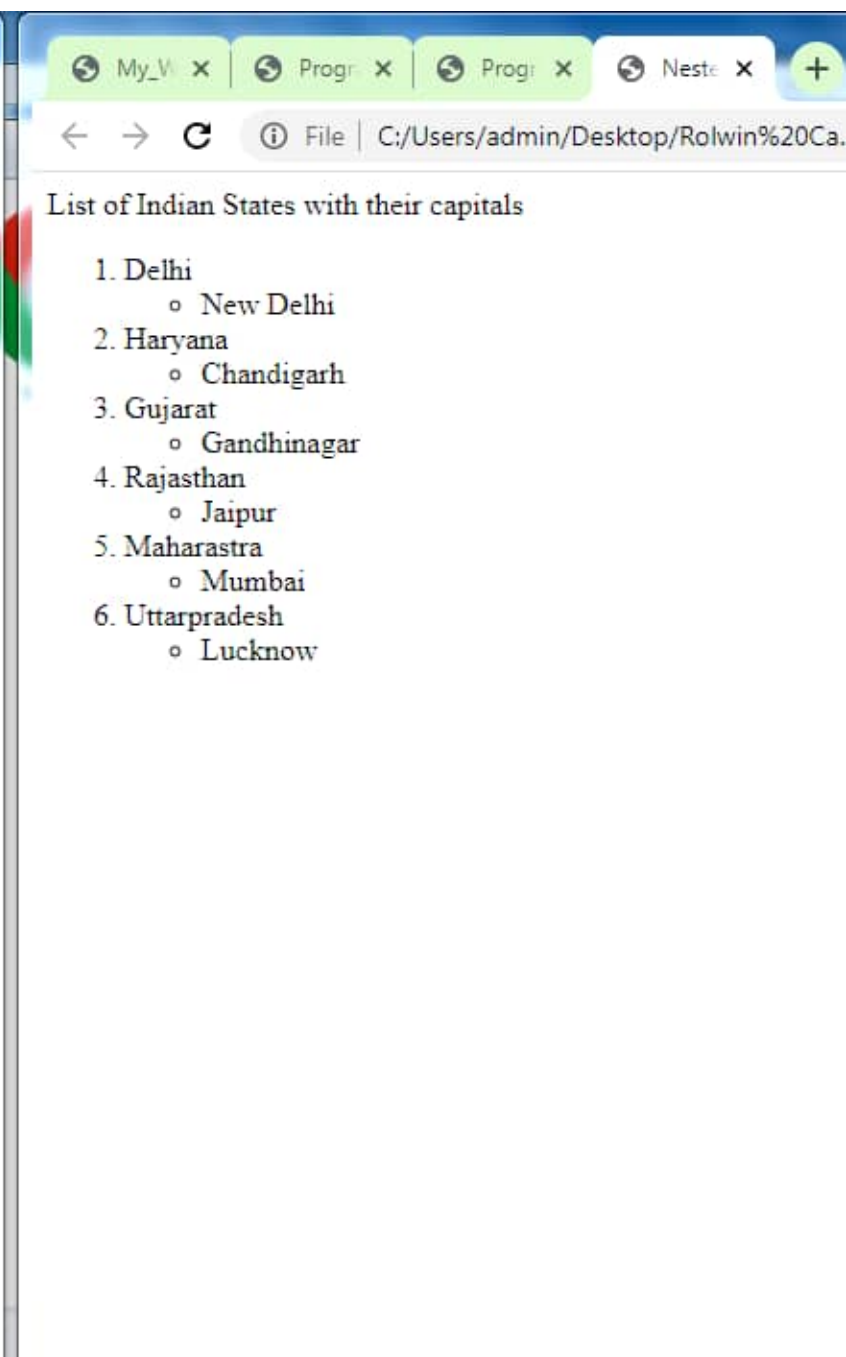 My_W Progr Progr Neste
File C:/Users/admin/Desktop/Rolwin%20Ca.
List of Indian States with their capitals
1. Delhi
New Delhi
2. Haryana
Chandigarh
3. Gujarat
Gandhinagar
4. Rajasthan
Jaipur
5. Maharastra
Mumbai
6. Uttarpradesh
Lucknow